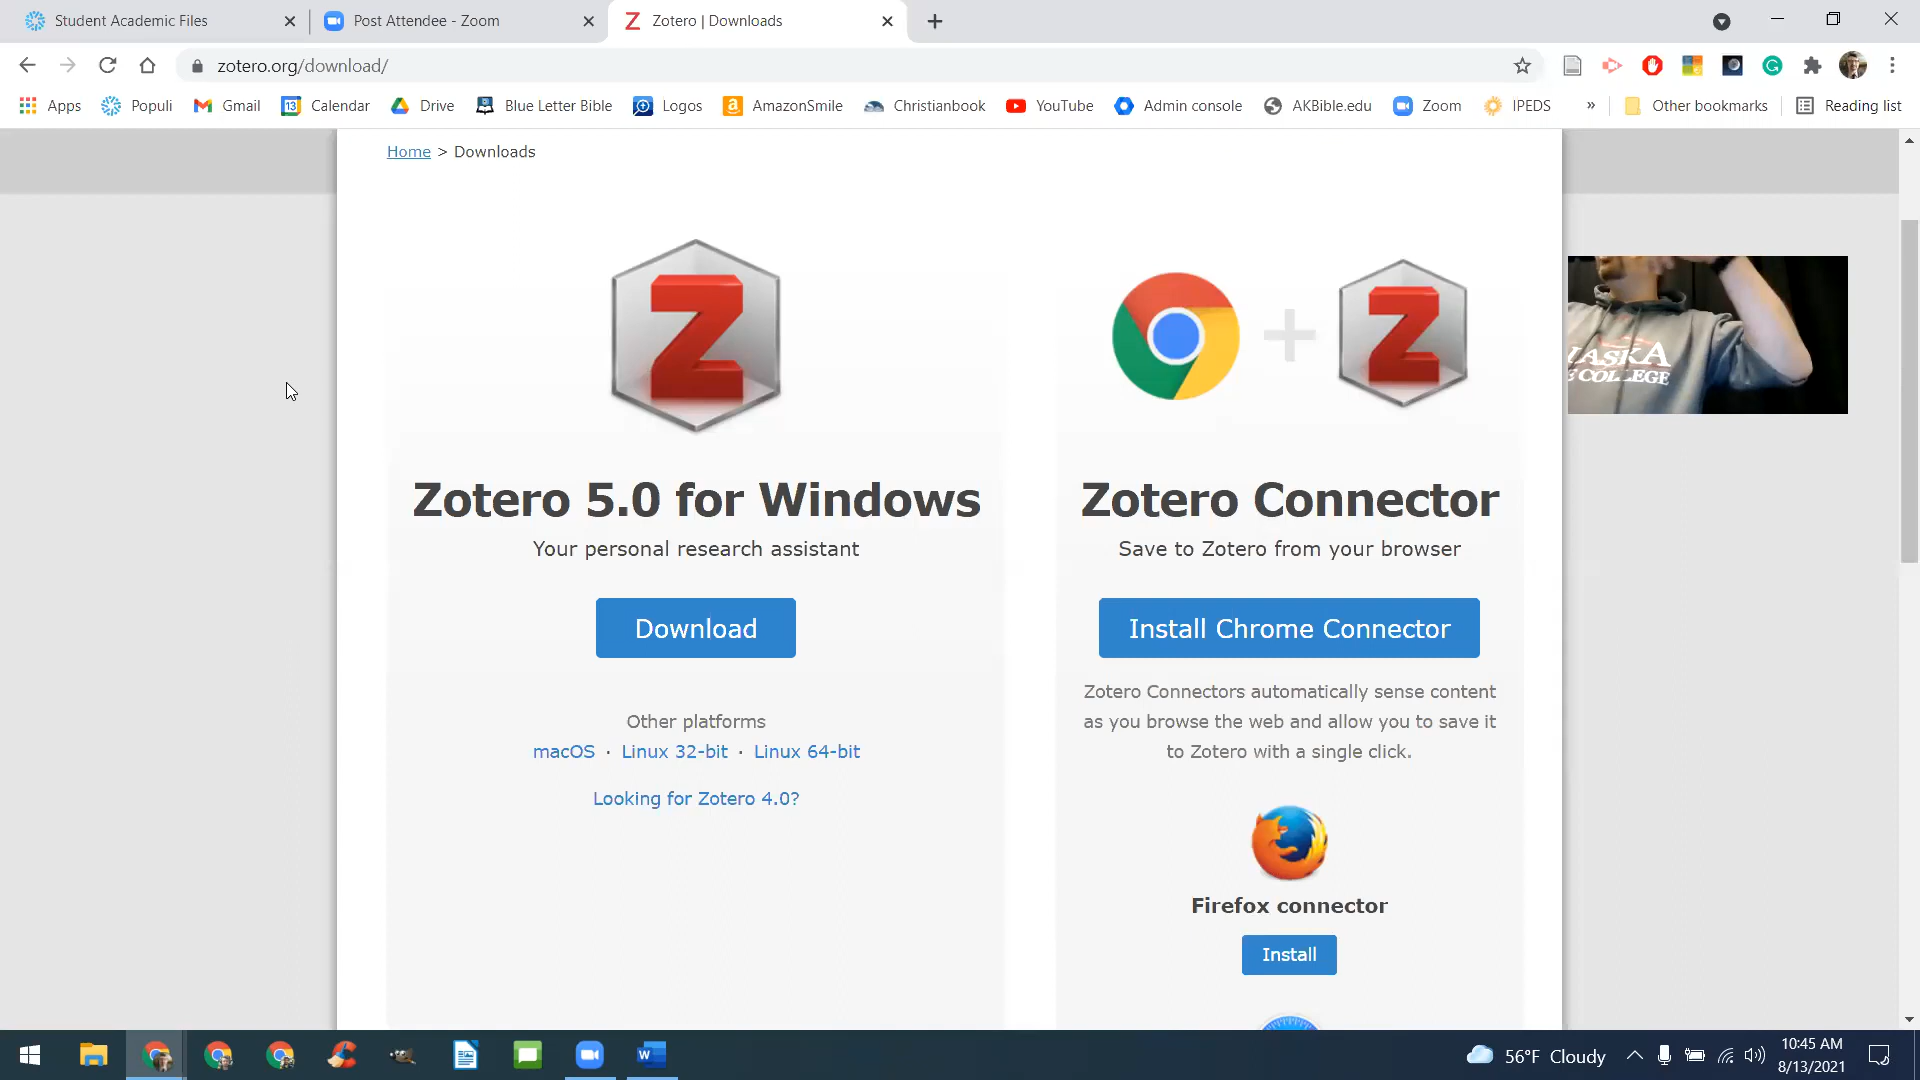 Student Academic Files
Post Attendee - Zoom
Zotero | Downloads
zotero.org/download/
Apps
Populi
Gmail
Calendar
Drive
Blue Letter Bible
Logos
AmazonSmile
Christianbook
YouTube
Admin console
AKBible.edu
Zoom
IPEDS
»
Other bookmarks
Reading list
Home > Downloads
Zotero 5.0 for Windows
Your personal research assistant
Download
Other platforms
macOS · Linux 32-bit · Linux 64-bit
Looking for Zotero 4.0?
Zotero Connector
Save to Zotero from your browser
Install Chrome Connector
Zotero Connectors automatically sense content
as you browse the web and allow you to save it
to Zotero with a single click.
Firefox connector
Install
56°F Cloudy
10:45 AM
8/13/2021